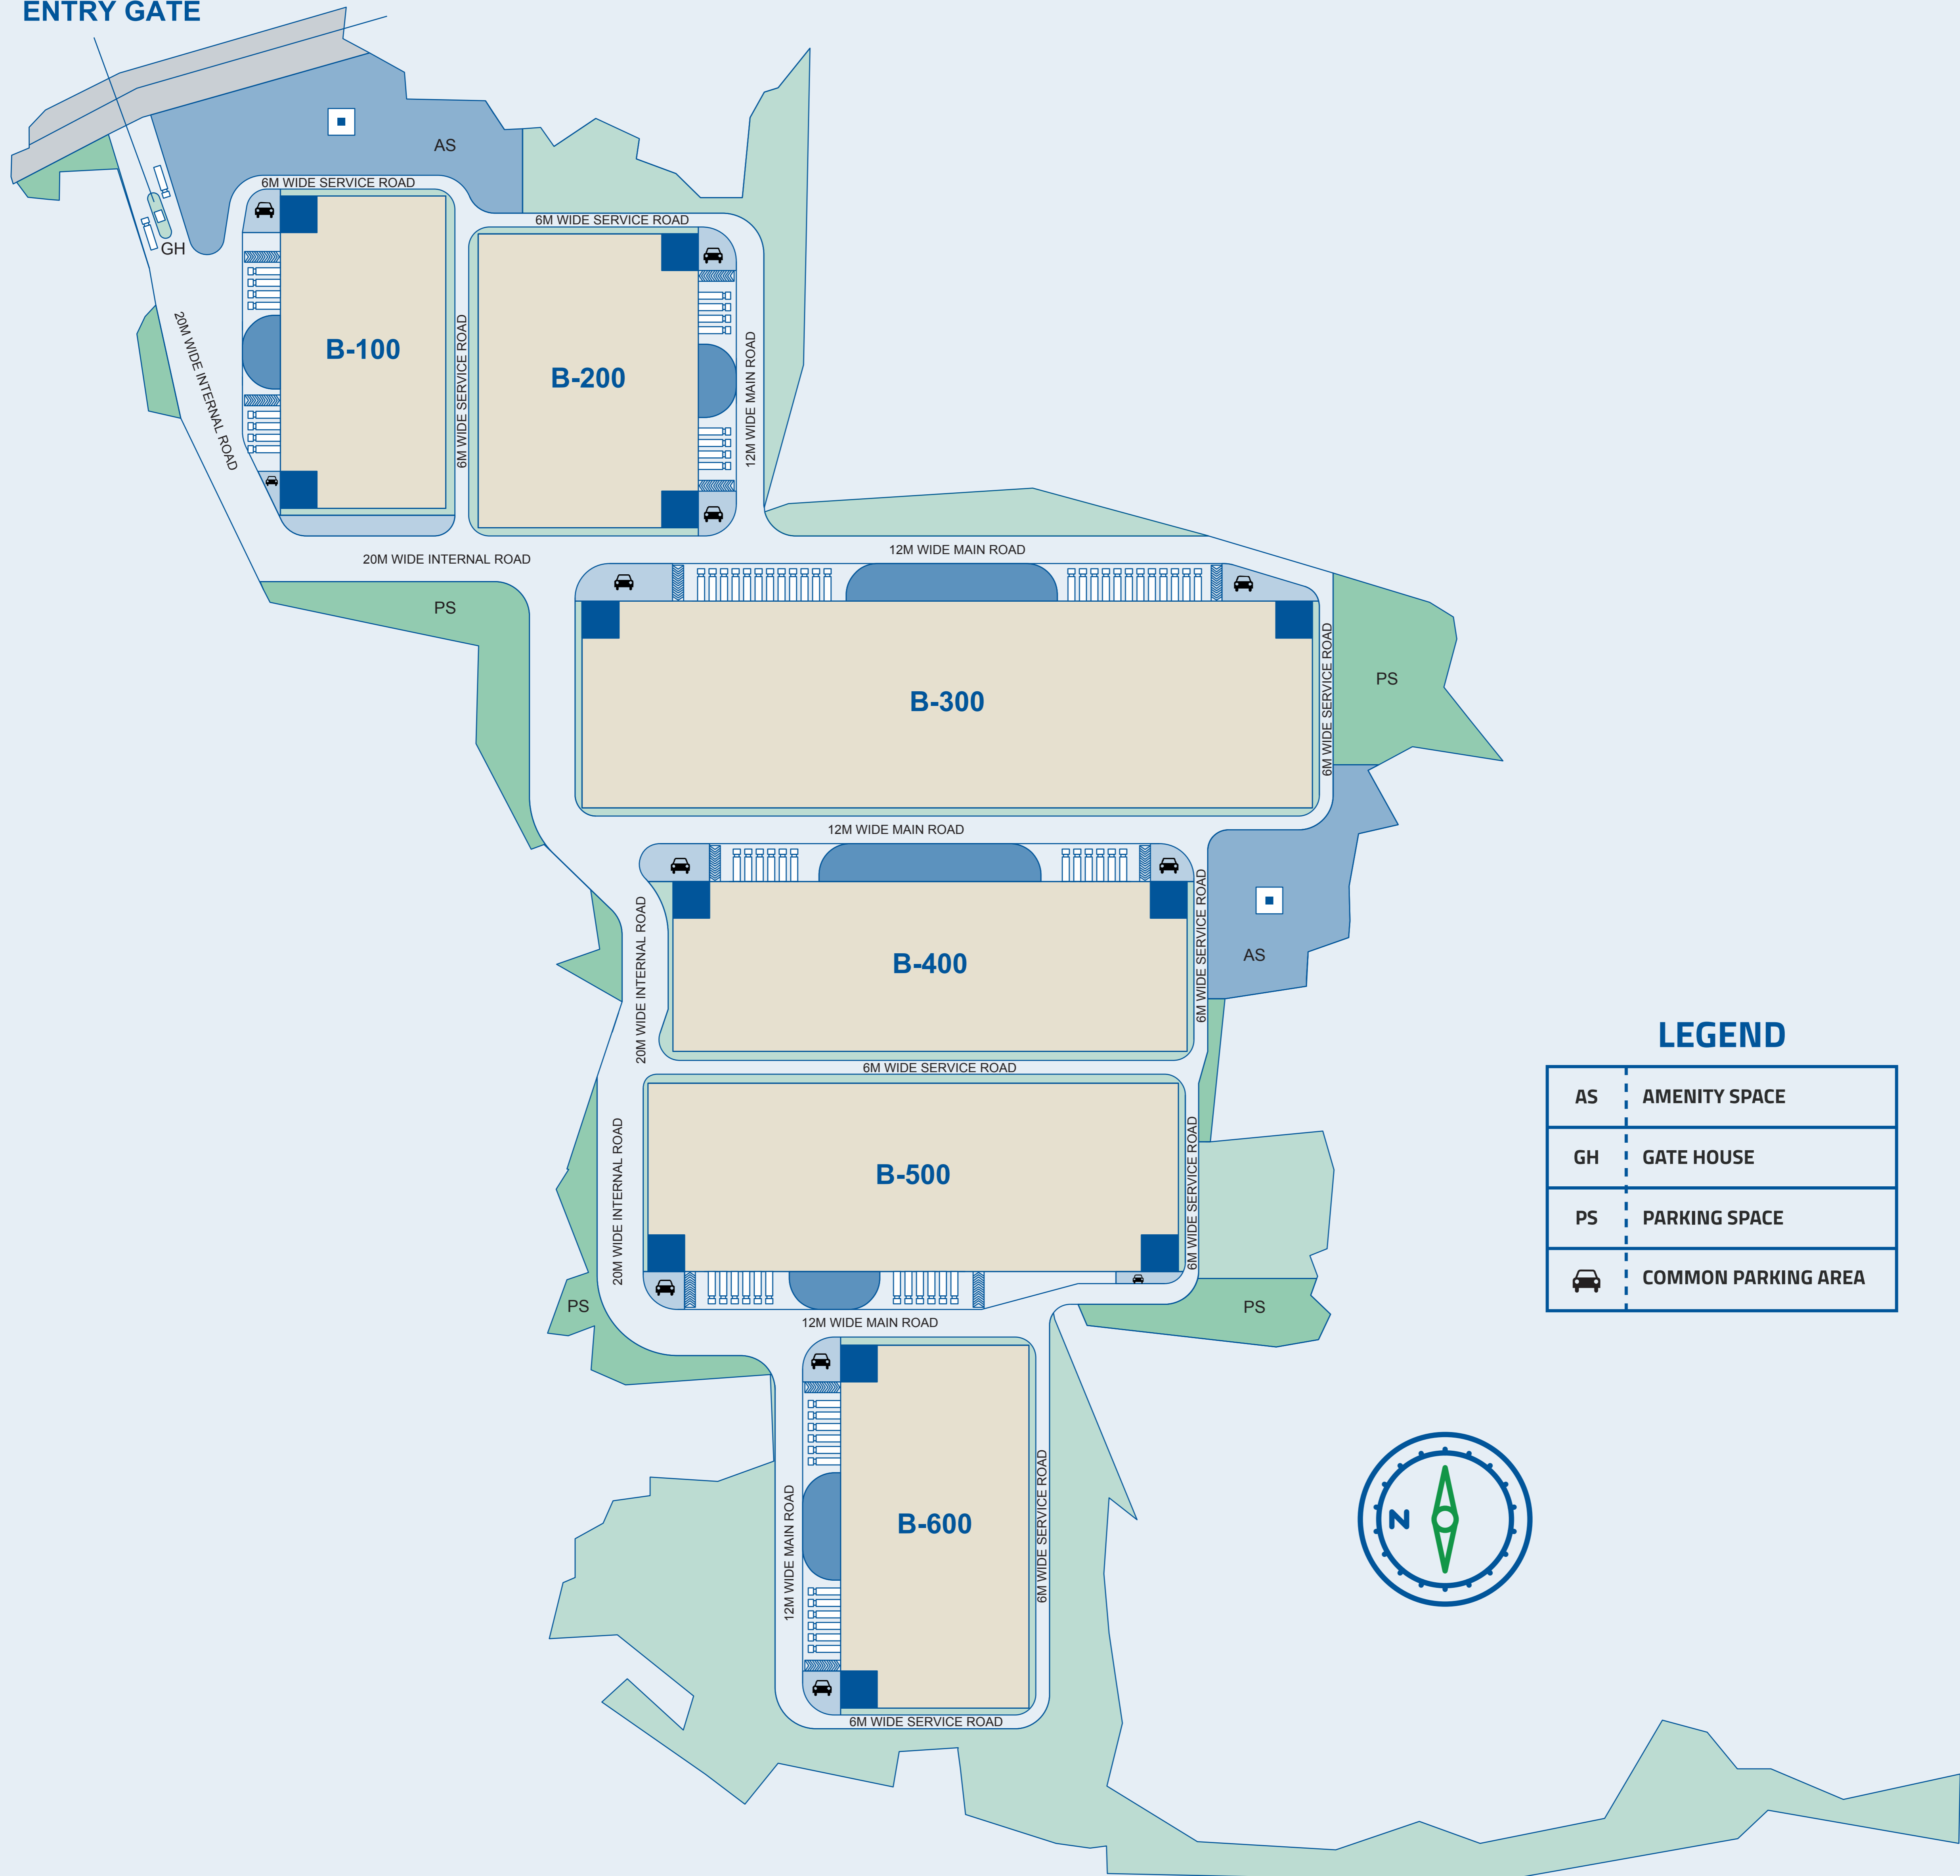 ENTRY GATE
AS
6M WIDE SERVICE ROAD
6M WIDE SERVICE ROAD
GH
20M WIDE INTERNAL ROAD
B-100
6M WIDE SERVICE ROAD
B-200
12M WIDE MAIN ROAD
20M WIDE INTERNAL ROAD
12M WIDE MAIN ROAD
PS
B-300
6M WIDE SERVICE ROAD
PS
12M WIDE MAIN ROAD
20M WIDE INTERNAL ROAD
B-400
6M WIDE SERVICE ROAD
AS
6M WIDE SERVICE ROAD
20M WIDE INTERNAL ROAD
B-500
6M WIDE SERVICE ROAD
PS
PS
12M WIDE MAIN ROAD
12M WIDE MAIN ROAD
B-600
6M WIDE SERVICE ROAD
6M WIDE SERVICE ROAD
LEGEND
AS AMENITY SPACE
GH GATE HOUSE
PS PARKING SPACE
COMMON PARKING AREA
N